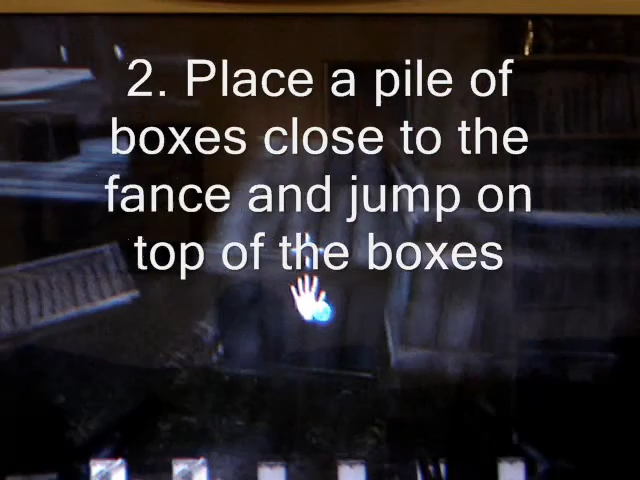 2. Place a pile of
boxes close to the
fance and jump on
top of the boxes